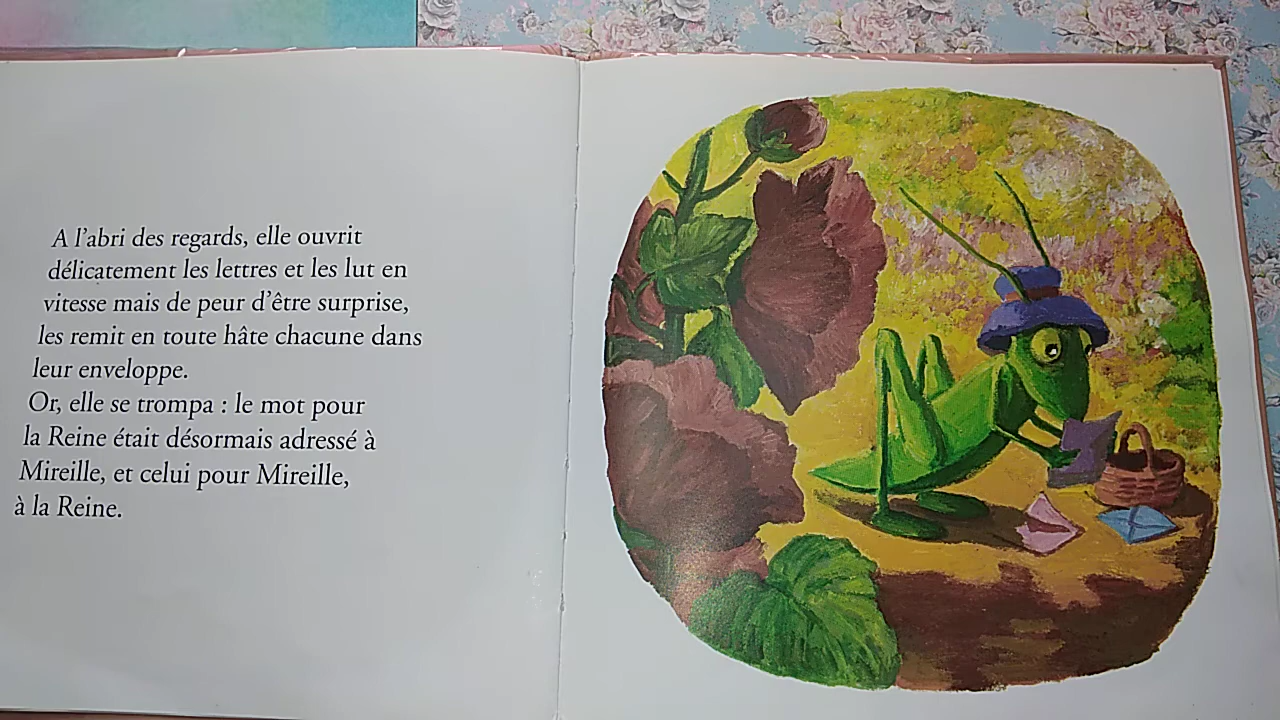 A l'abri des regards, elle ouvrit
délicatement les lettres et les lut en
vitesse mais de peur d'être surprise,
les remit en toute hâte chacune dans
leur enveloppe.
Or, elle se trompa : le mot pour
la Reine était désormais adressé à
Mireille, et celui pour Mireille,
à la Reine.